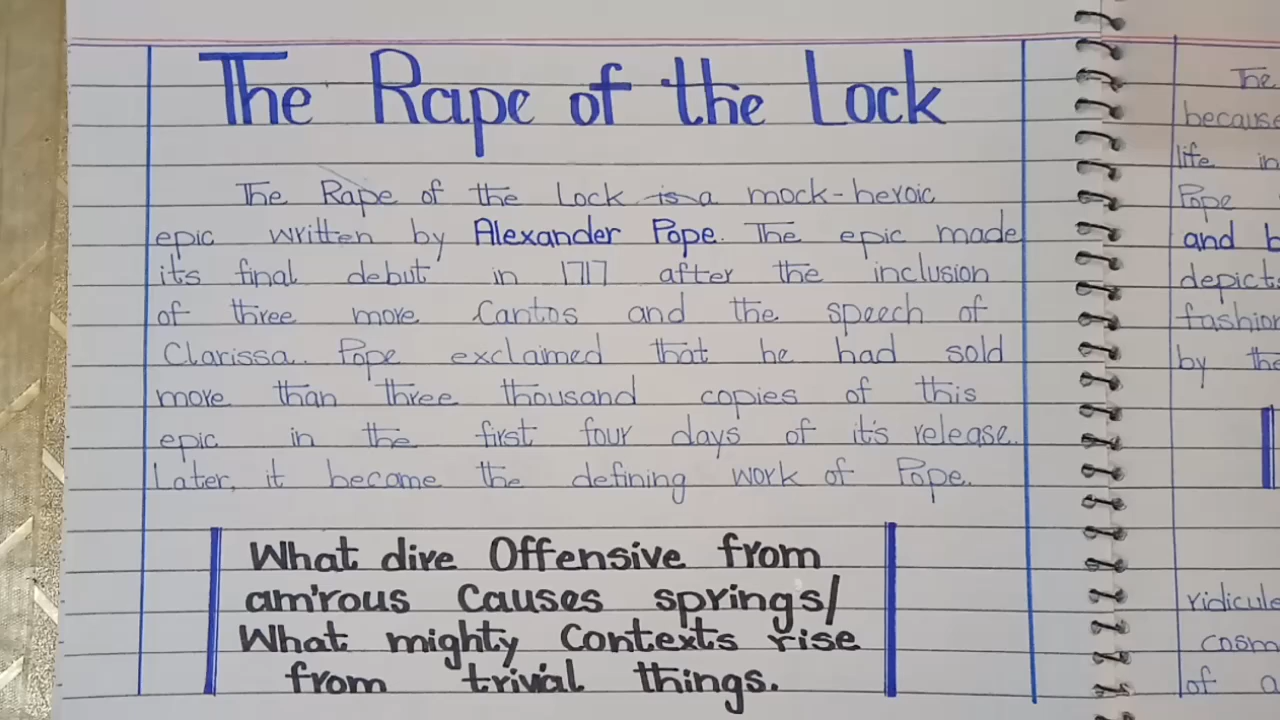 The Rape of the Lock
The Rape of the Lock is a mock-heroic
epic written by Alexander Pope. The epic made
its final debut in 1717 after the inclusion
of three more Cantos and the speech of
Clarissa. Pope exclaimed that he had sold
more than three thousand copies of this
epic in the first four days of it's release.
Later, it became the defining work of Pope.
What dire Offensive from
am'rous Causes springs/
What mighty Contexts rise
from trivial things.
The
because
life in
Pope
and b
depicts
fashion
by the
ridicule
cosm
of a